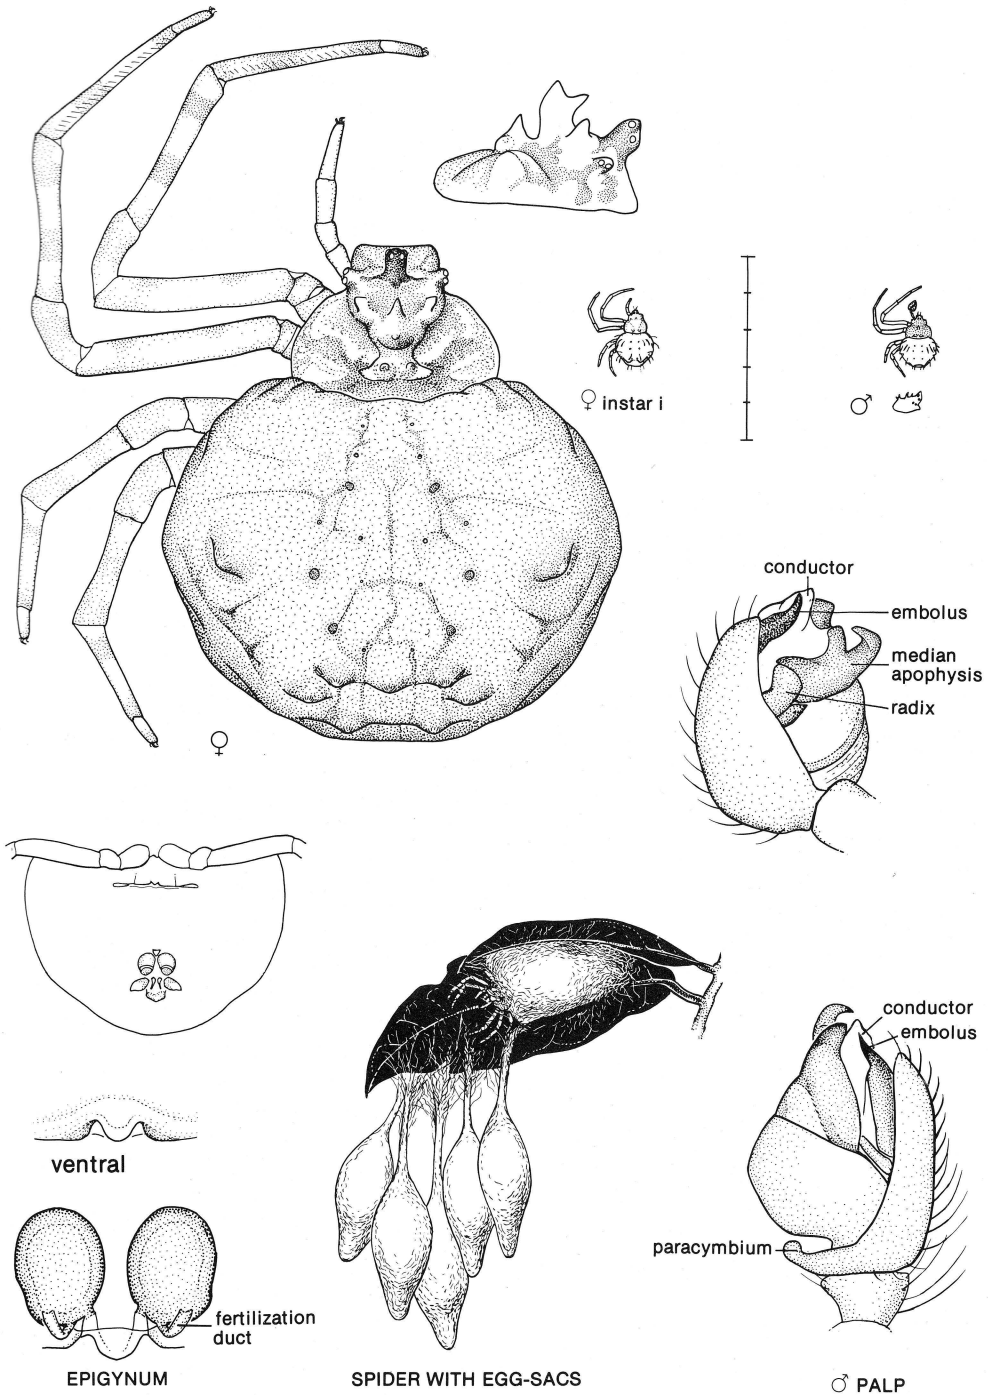 ♀ instar i
♂
conductor
embolus
median
apophysis
radix
♀
conductor
embolus
ventral
paracymbium
fertilization
duct
EPIGYNUM
SPIDER WITH EGG-SACS
♂ PALP